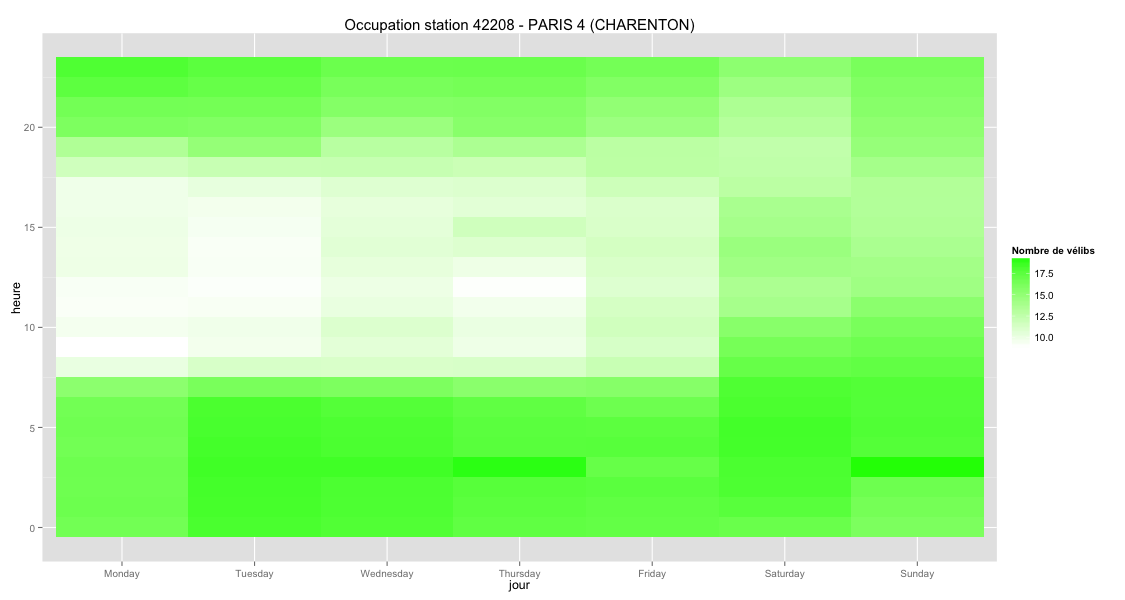 Occupation station 42208 - PARIS 4 (CHARENTON)
heure
20
15
10
5
0
Monday Tuesday Wednesday Thursday Friday Saturday Sunday
jour
Nombre de vélibs
17.5
15.0
12.5
10.0